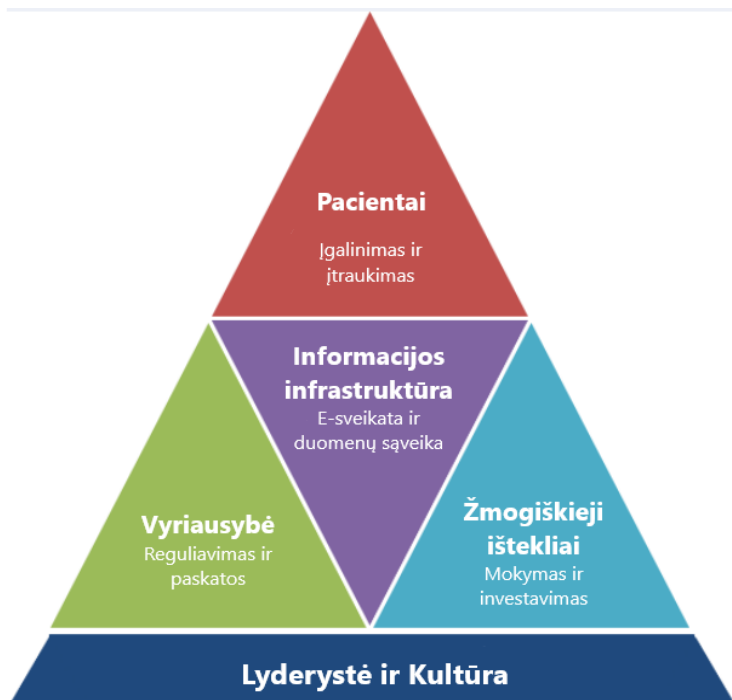 Pacientai
Įgalinimas ir
įtraukimas
Informacijos
infrastruktūra
E-sveikata ir
duomenų sąveika
Vyriausybė
Reguliavimas ir
paskatos
Žmogiškieji
ištekliai
Mokymas ir
investavimas
Lyderystė ir Kultūra